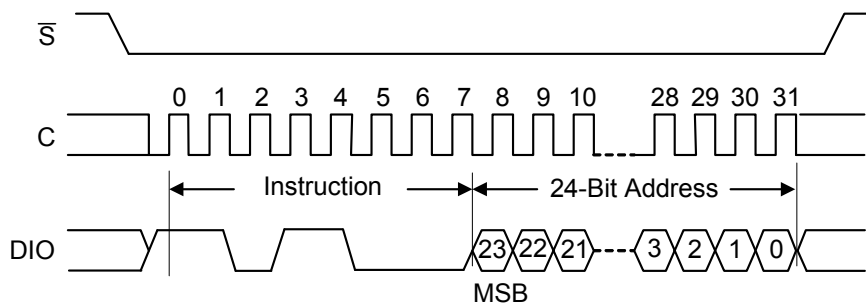 S
0 1 2 3 4 5 6 7 8 9 10 28 29 30 31
C
Instruction 24-Bit Address
DIO 23 22 21 3 2 1 0
MSB